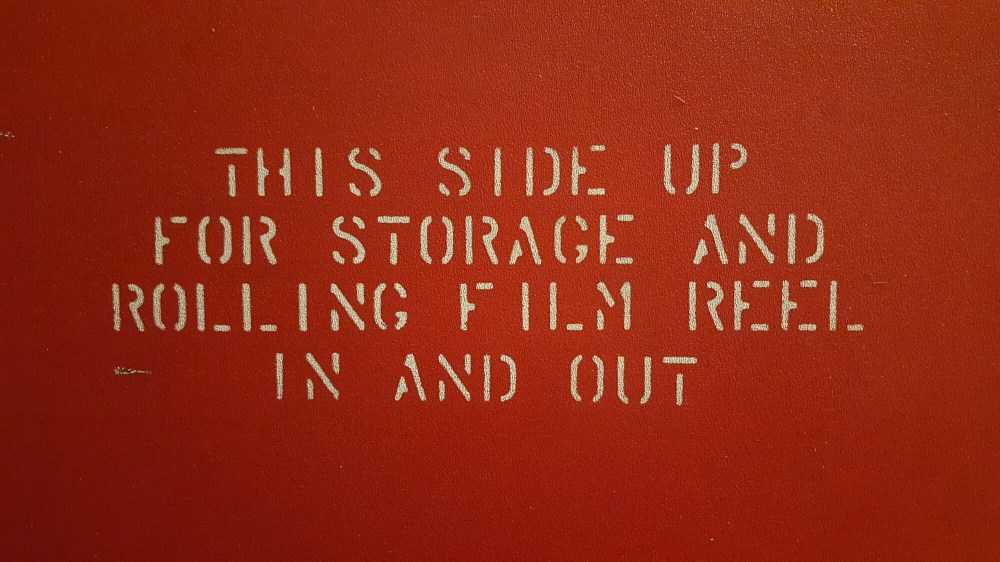 THIS SIDE UP
FOR STORAGE AND
ROLLING FILM REEL
IN AND OUT